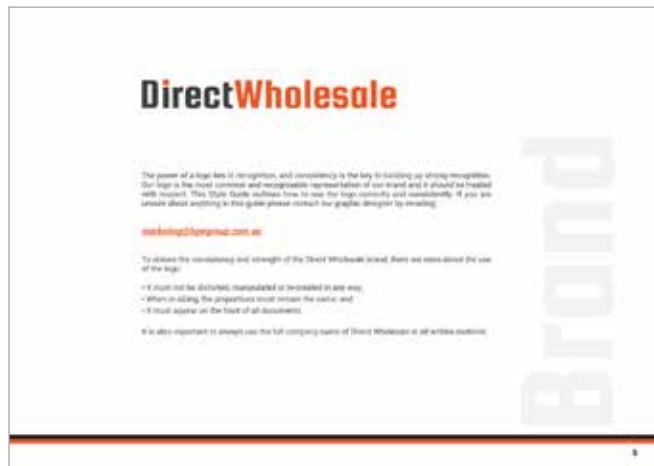 DirectWholesale
The power of a logo lies in recognition, and consistency is the key to building up strong recognition.
Our logo is the most common and recognisable representation of our brand and it should be treated
with respect. This Style Guide outlines how to use the logo correctly and consistently. If you are
unsure about anything in this guide please contact our graphic designer by emailing:
To ensure the consistency and strength of the Direct Wholesale brand, there are rules about the use
of the logo:
• It must not be distorted, manipulated or re-created in any way;
• When re-sizing, the proportions must remain the same; and
• It must appear on the front of all documents.
It is also important to always use the full company name of Direct Wholesale in all written material.
Brand